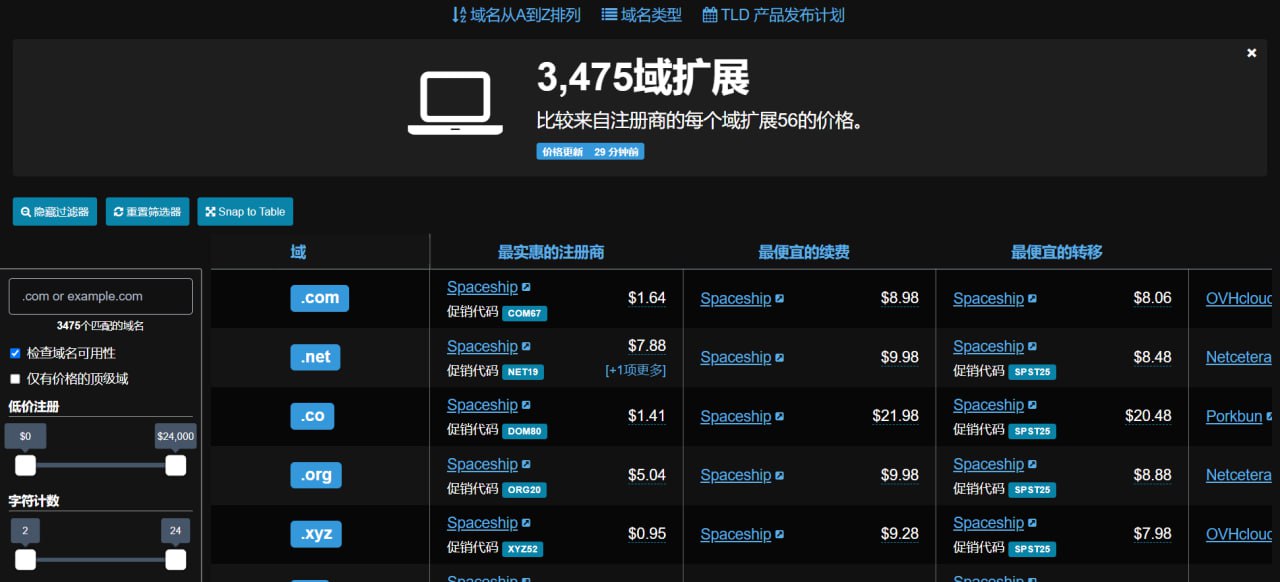 域名从A到Z排列 域名类型 TLD 产品发布计划
3,475域扩展
比较来自注册商的每个域扩展56的价格。
价格更新 29 分钟前
隐藏过滤器 重置筛选器 Snap to Table
域 最实惠的注册商 最便宜的续费 最便宜的转移
.com or example.com
3475个匹配的域名
检查域名可用性
仅有价格的顶级域
低价注册
$0 $24,000
字符计数
2 24
.com Spaceship $1.64 Spaceship $8.98 Spaceship $8.06 OVHcloud
促销代码 COM67
.net Spaceship $7.88 Spaceship $9.98 Spaceship $8.48 Netcetera
促销代码 NET19 [+1项更多] 促销代码 SPST25
.co Spaceship $1.41 Spaceship $21.98 Spaceship $20.48 Porkbun
促销代码 DOM80 促销代码 SPST25
.org Spaceship $5.04 Spaceship $9.98 Spaceship $8.88 Netcetera
促销代码 ORG20 促销代码 SPST25
.xyz Spaceship $0.95 Spaceship $9.28 Spaceship $7.98 OVHcloud
促销代码 XYZ52 促销代码 SPST25
Spaceship Spaceship